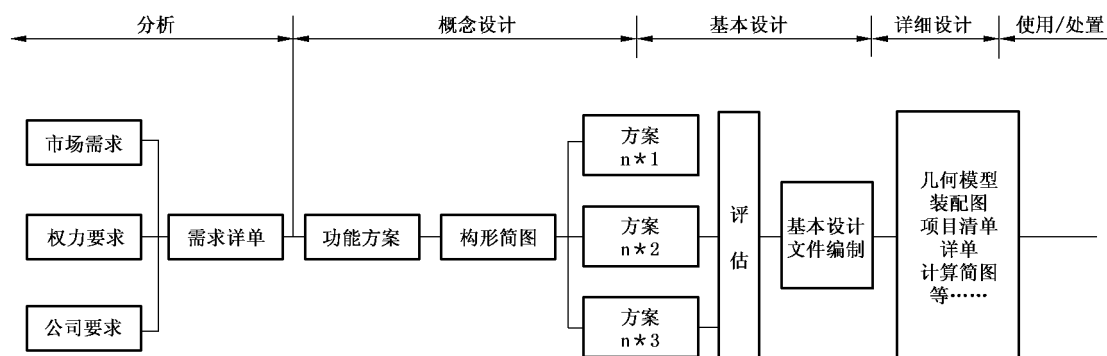 分析
概念设计
基本设计
详细设计
使用/处置
市场需求
权力要求
公司要求
需求详单
功能方案
构形简图
方案
n*1
方案
n*2
方案
n*3
评
估
基本设计
文件编制
几何模型
装配图
项目清单
详单
计算简图
等……